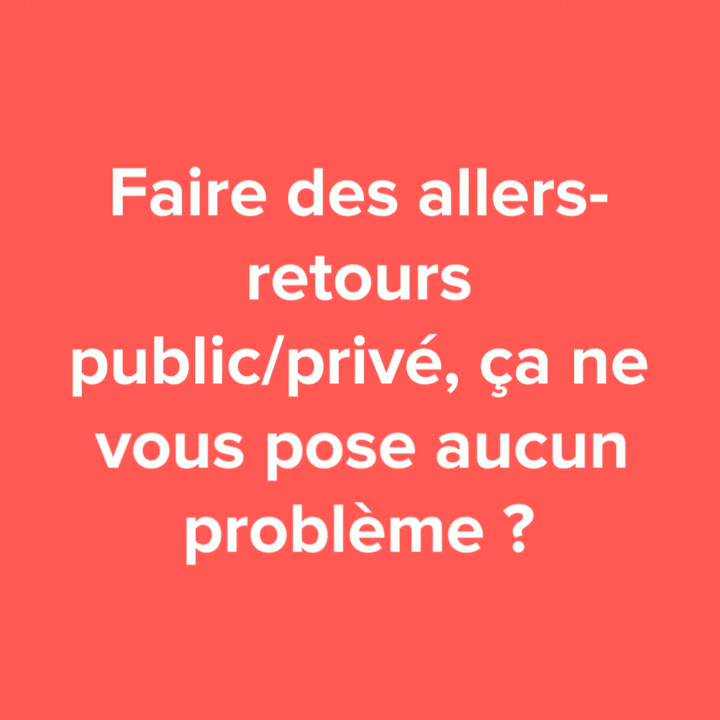 Faire des allers-
retours
public/privé, ça ne
vous pose aucun
problème ?